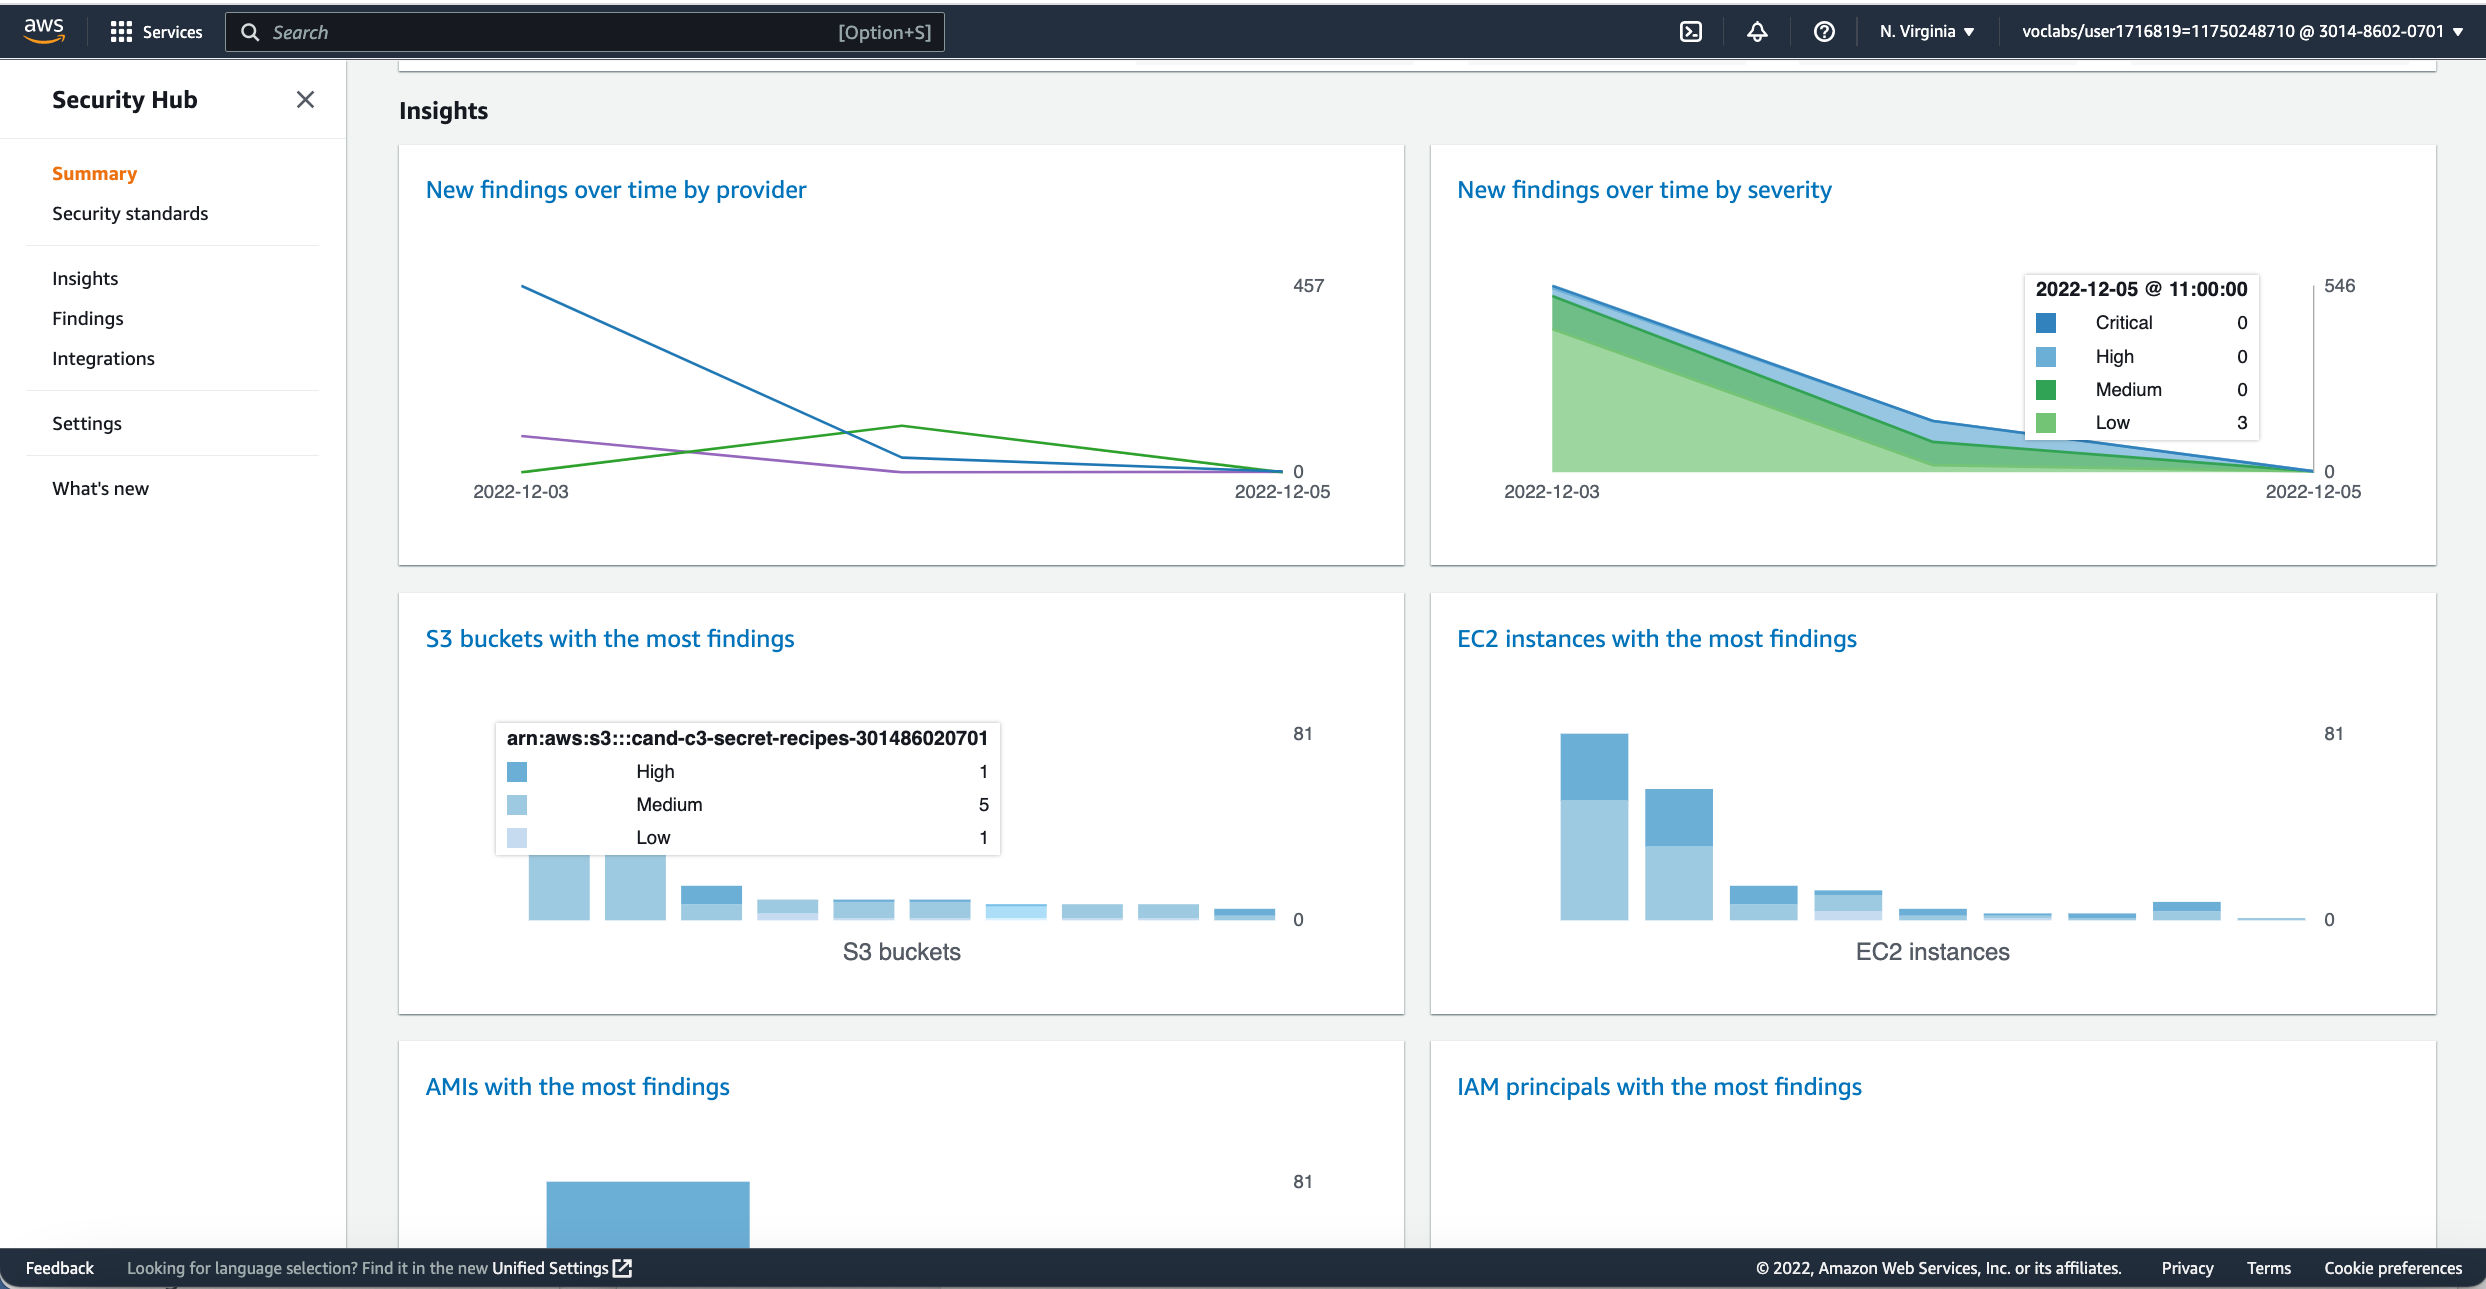 aws
Services
Search
[Option+S]
N. Virginia
voclabs/user1716819=11750248710 @ 3014-8602-0701
Security Hub
Summary
Security standards
Insights
Findings
Integrations
Settings
What's new
Insights
New findings over time by provider
457
0
2022-12-03
2022-12-05
New findings over time by severity
2022-12-05 @ 11:00:00
Critical 0
High 0
Medium 0
Low 3
546
0
2022-12-03
2022-12-05
S3 buckets with the most findings
arn:aws:s3:::cand-c3-secret-recipes-301486020701
High 1
Medium 5
Low 1
81
0
S3 buckets
EC2 instances with the most findings
81
0
EC2 instances
AMIs with the most findings
81
IAM principals with the most findings
Feedback
Looking for language selection? Find it in the new Unified Settings
© 2022, Amazon Web Services, Inc. or its affiliates.
Privacy
Terms
Cookie preferences